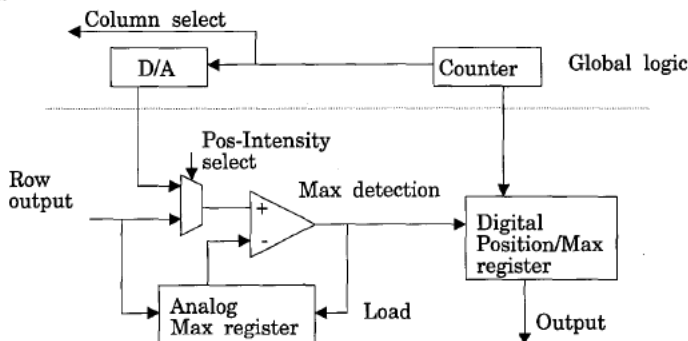 Column select
D/A
Counter
Global logic
Pos-Intensity
select
Row
output
Max detection
+
-
Digital
Position/Max
register
Analog
Max register
Load
Output